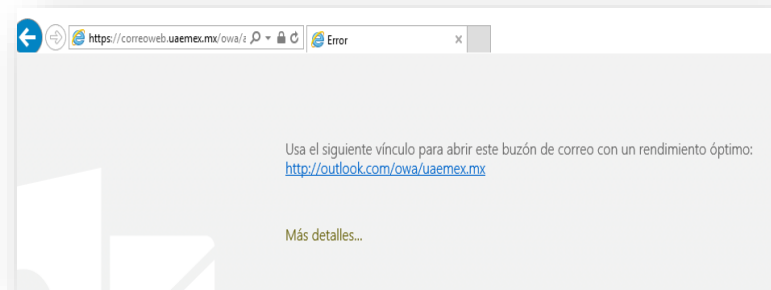 https://correoweb.uaemex.mx/owa/a
Error
Usa el siguiente vínculo para abrir este buzón de correo con un rendimiento óptimo:
http://outlook.com/owa/uaemex.mx
Más detalles...